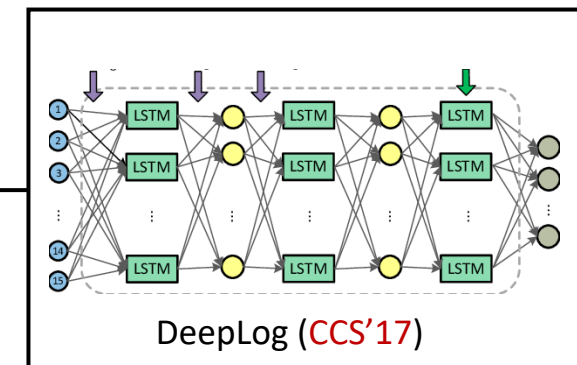 1 LSTM LSTM LSTM
2
3 LSTM LSTM LSTM
⋮ ⋮ ⋮ ⋮ ⋮
14
15 LSTM LSTM LSTM
DeepLog (CCS'17)